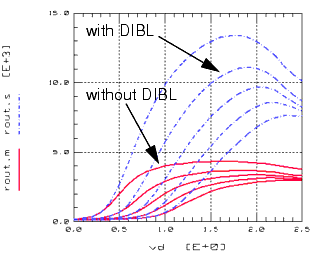 15.0
with DIBL
rout.m rout.s [E+3]
10.0
without DIBL
5.0
0.0
0.0 0.5 1.0 1.5 2.0 2.5
vd [E+0]